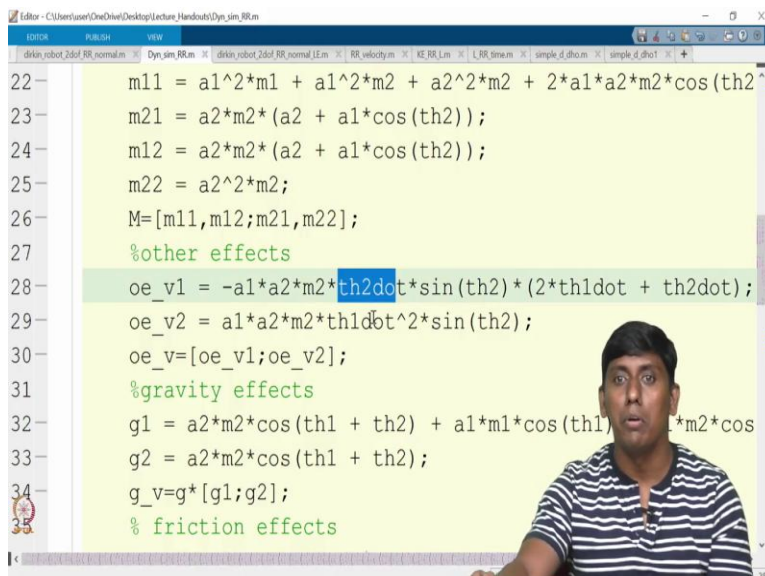 Editor - C:\Users\user\OneDrive\Desktop\Lecture_Handouts\Dyn_sim_RR.m
EDITOR PUBLISH VIEW
dirkin_robot_2dof_RR_normal.m Dyn_sim_RR.m dirkin_robot_2dof_RR_normal_LE.m RR_velocity.m KE_RR_L.m L_RR_time.m simple_d_dho.m simple_d_dho1
22 m11 = a1^2*m1 + a1^2*m2 + a2^2*m2 + 2*a1*a2*m2*cos(th2
23 m21 = a2*m2*(a2 + a1*cos(th2));
24 m12 = a2*m2*(a2 + a1*cos(th2));
25 m22 = a2^2*m2;
26 M=[m11,m12;m21,m22];
27 %other effects
28 oe_v1 = -a1*a2*m2*th2dot*sin(th2)*(2*th1dot + th2dot);
29 oe_v2 = a1*a2*m2*th1dot^2*sin(th2);
30 oe_v=[oe_v1;oe_v2];
31 %gravity effects
32 g1 = a2*m2*cos(th1 + th2) + a1*m1*cos(th1) *m2*cos
33 g2 = a2*m2*cos(th1 + th2);
34 g_v=g*[g1;g2];
35 % friction effects